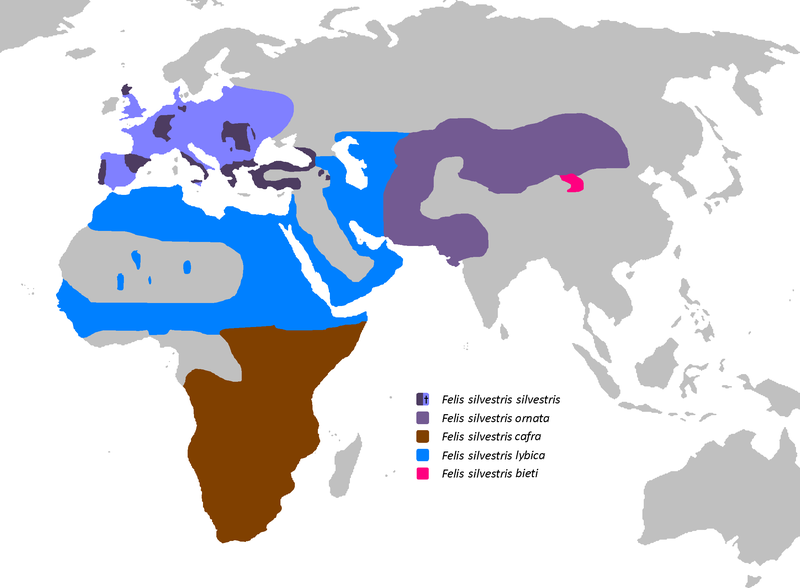 † Felis silvestris silvestris
Felis silvestris ornata
Felis silvestris cafra
Felis silvestris lybica
Felis silvestris bieti